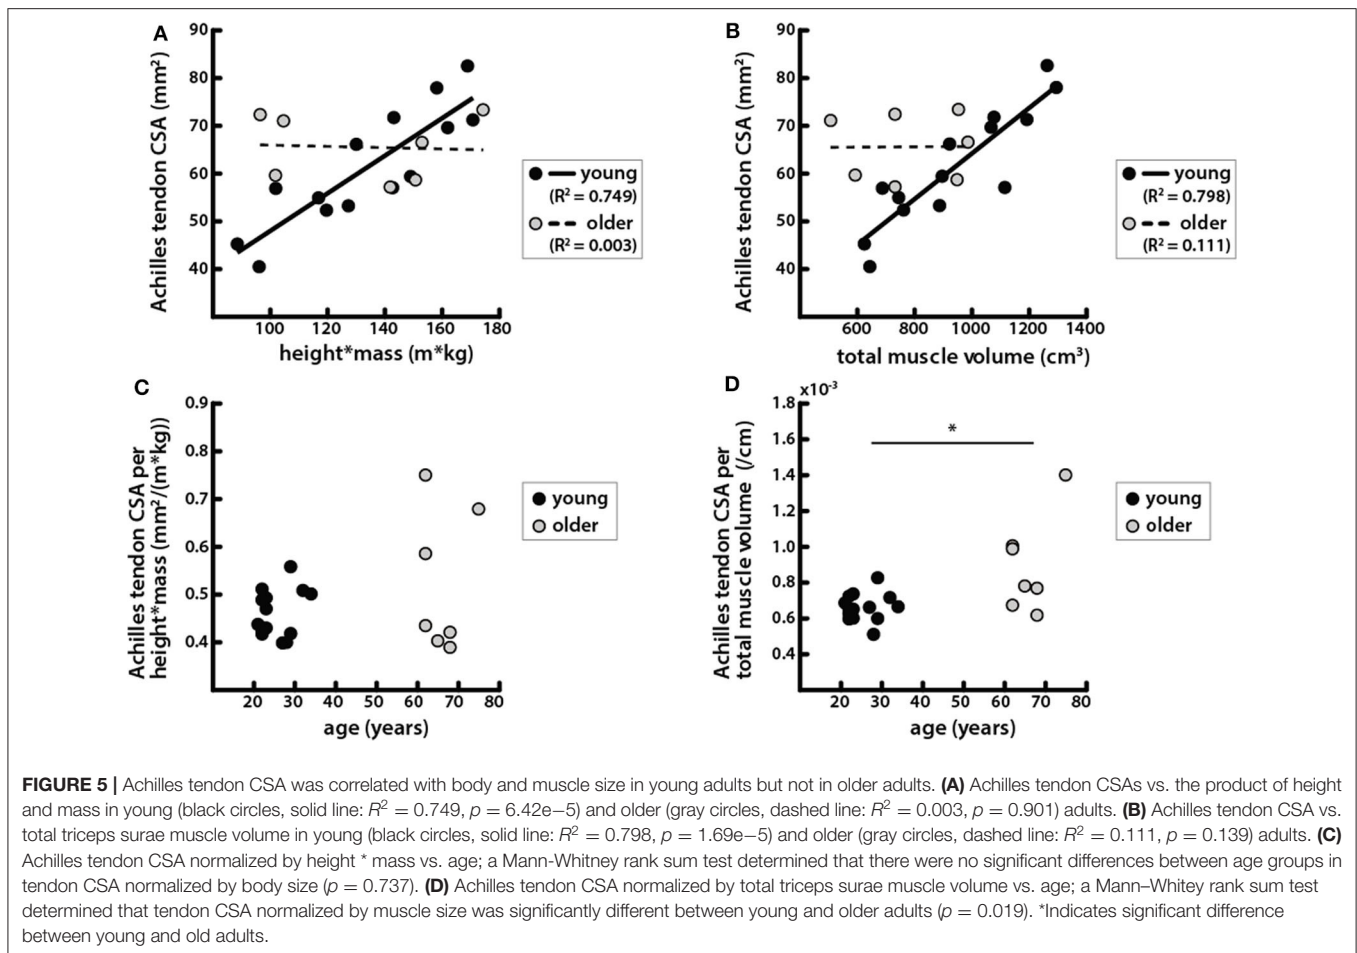 A
90
80
70
60
50
40
Achilles tendon CSA (mm²)
100 120 140 160 180
height*mass (m*kg)
young
(R² = 0.749)
older
(R² = 0.003)
B
90
80
70
60
50
40
Achilles tendon CSA (mm²)
600 800 1000 1200 1400
total muscle volume (cm³)
young
(R² = 0.798)
older
(R² = 0.111)
C
0.9
0.8
0.7
0.6
0.5
0.4
Achilles tendon CSA per
height*mass (mm²/(m*kg))
20 30 40 50 60 70 80
age (years)
young
older
D
x10⁻³
1.8
1.6
1.4
1.2
1.0
0.8
0.6
0.4
Achilles tendon CSA per
total muscle volume (/cm)
*
20 30 40 50 60 70 80
age (years)
young
older
FIGURE 5 | Achilles tendon CSA was correlated with body and muscle size in young adults but not in older adults. (A) Achilles tendon CSAs vs. the product of height
and mass in young (black circles, solid line: R² = 0.749, p = 6.42e−5) and older (gray circles, dashed line: R² = 0.003, p = 0.901) adults. (B) Achilles tendon CSA vs.
total triceps surae muscle volume in young (black circles, solid line: R² = 0.798, p = 1.69e−5) and older (gray circles, dashed line: R² = 0.111, p = 0.139) adults. (C)
Achilles tendon CSA normalized by height * mass vs. age; a Mann-Whitney rank sum test determined that there were no significant differences between age groups in
tendon CSA normalized by body size (p = 0.737). (D) Achilles tendon CSA normalized by total triceps surae muscle volume vs. age; a Mann–Whitey rank sum test
determined that tendon CSA normalized by muscle size was significantly different between young and older adults (p = 0.019). *Indicates significant difference
between young and old adults.